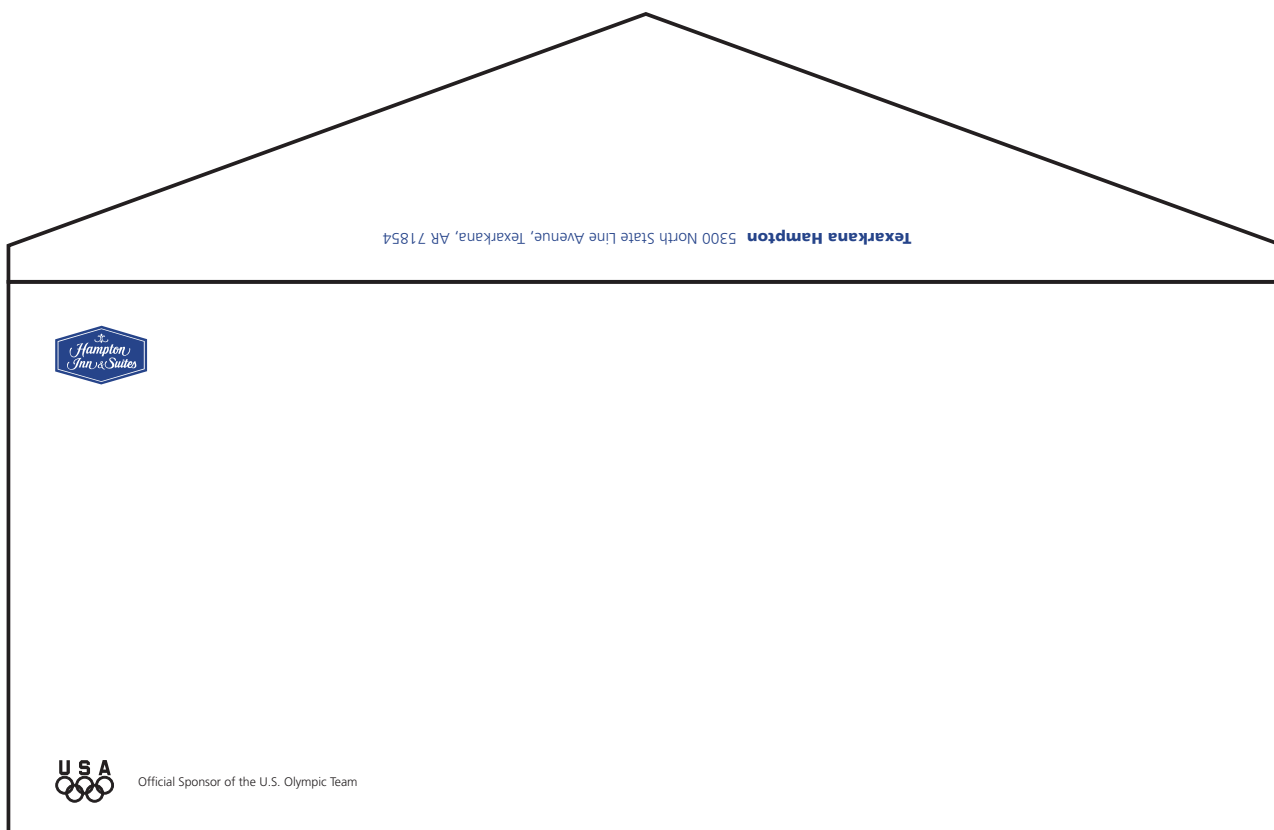 Texarkana Hampton 5300 North State Line Avenue, Texarkana, AR 71854
Hampton
Inn & Suites
USA
Official Sponsor of the U.S. Olympic Team